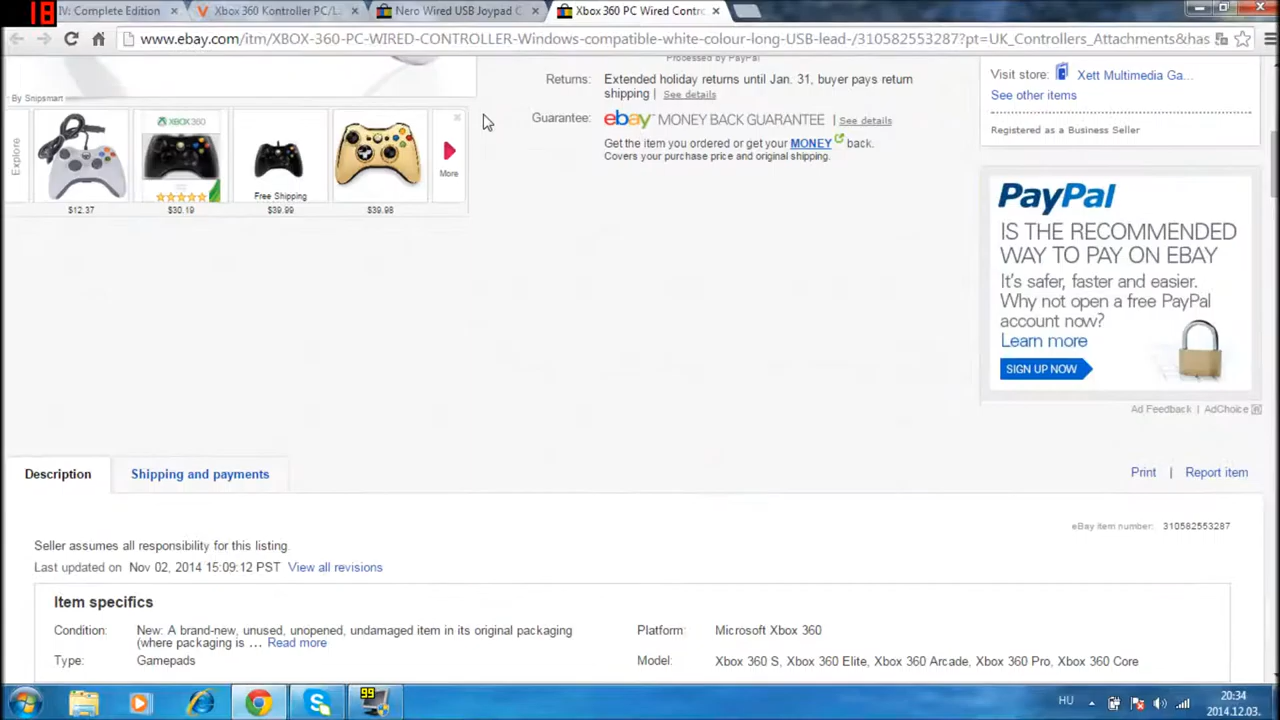 18
IV: Complete Edition
Xbox 360 Kontroller PC/L
Nero Wired USB Joypad C
Xbox 360 PC Wired Contro
www.ebay.com/itm/XBOX-360-PC-WIRED-CONTROLLER-Windows-compatible-white-colour-long-USB-lead-/310582553287?pt=UK_Controllers_Attachments&has
Processed by PayPal
By Snipsmart
Explore
XBOX360
Free Shipping
More
$12.37 $30.19 $39.99 $39.98
Returns: Extended holiday returns until Jan. 31, buyer pays return
shipping | See details
Guarantee: ebay MONEY BACK GUARANTEE | See details
Get the item you ordered or get your MONEY back.
Covers your purchase price and original shipping.
Visit store: Xett Multimedia Ga...
See other items
Registered as a Business Seller
PayPal
IS THE RECOMMENDED
WAY TO PAY ON EBAY
It's safer, faster and easier.
Why not open a free PayPal
account now?
Learn more
SIGN UP NOW
Ad Feedback | AdChoice
Description Shipping and payments
Print | Report item
eBay item number: 310582553287
Seller assumes all responsibility for this listing.
Last updated on Nov 02, 2014 15:09:12 PST View all revisions
Item specifics
Condition: New: A brand-new, unused, unopened, undamaged item in its original packaging
(where packaging is ... Read more
Platform: Microsoft Xbox 360
Type: Gamepads
Model: Xbox 360 S, Xbox 360 Elite, Xbox 360 Arcade, Xbox 360 Pro, Xbox 360 Core
99
HU
20:34
2014.12.03.